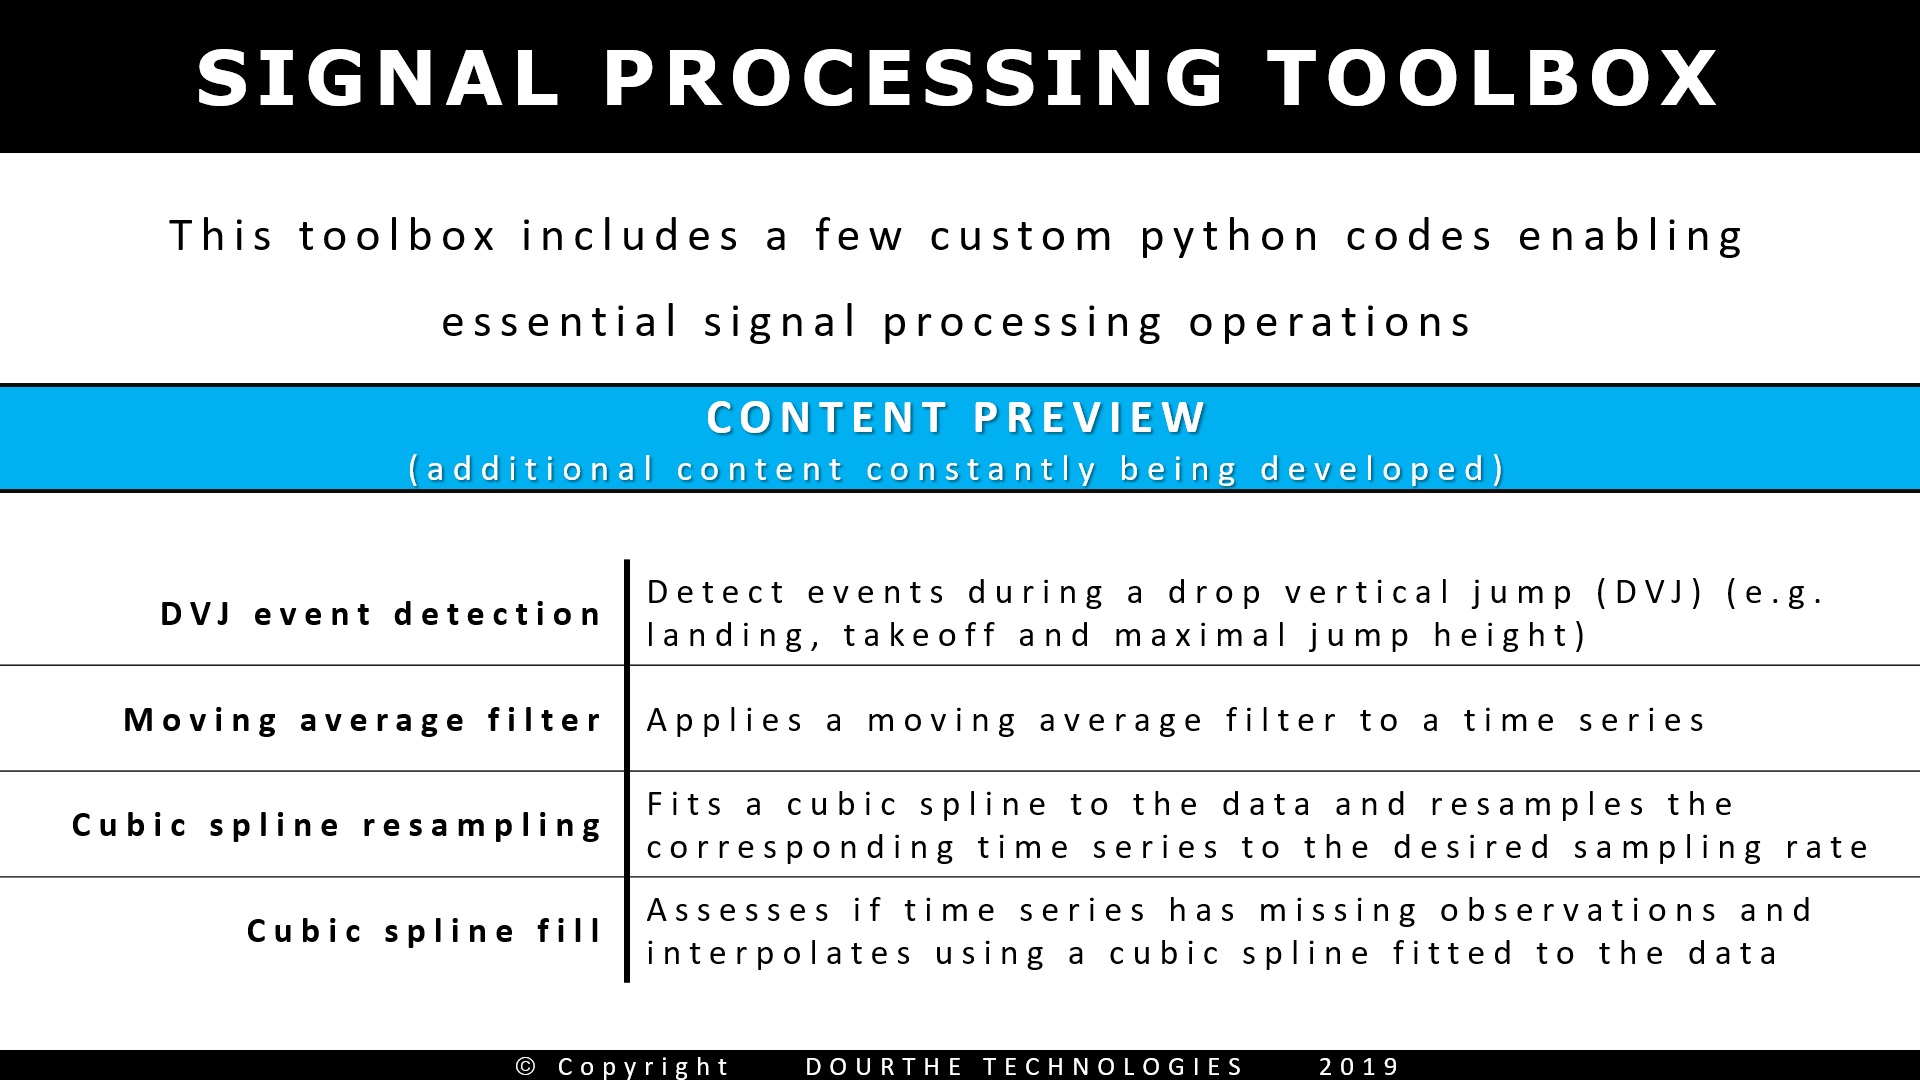 SIGNAL PROCESSING TOOLBOX
This toolbox includes a few custom python codes enabling
essential signal processing operations
CONTENT PREVIEW
(additional content constantly being developed)
DVJ event detection
Detect events during a drop vertical jump (DVJ) (e.g.
landing, takeoff and maximal jump height)
Moving average filter
Applies a moving average filter to a time series
Cubic spline resampling
Fits a cubic spline to the data and resamples the
corresponding time series to the desired sampling rate
Cubic spline fill
Assesses if time series has missing observations and
interpolates using a cubic spline fitted to the data
© Copyright DOURTHE TECHNOLOGIES 2019